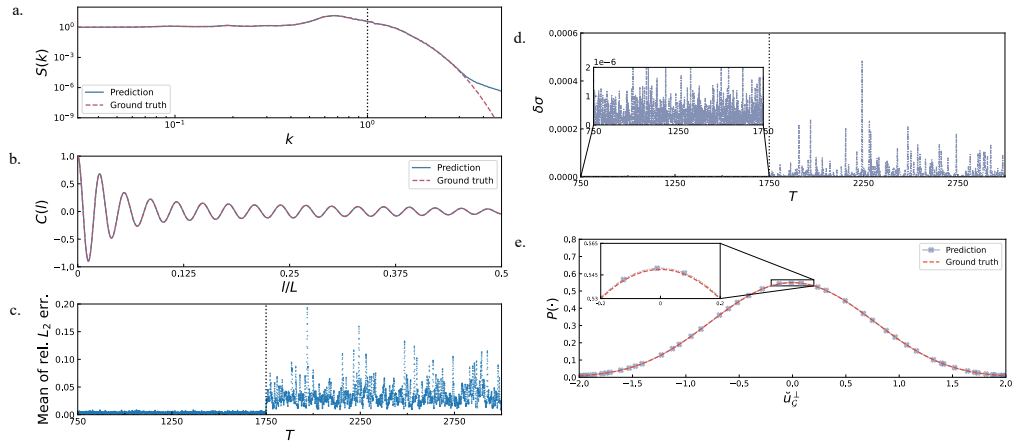 a.
10^0
10^-3
10^-6
10^-9
S(k)
Prediction
Ground truth
10^-1
10^0
k
b.
1.0
0.5
0.0
−0.5
−1.0
C(l)
Prediction
Ground truth
0
0.125
0.25
0.375
0.5
l/L
c.
0.20
0.15
0.10
0.05
0.00
Mean of rel. L_2 err.
750
1250
1750
2250
2750
T
d.
0.0006
0.0004
0.0002
0.0000
δσ
1e−6
2
1
0
750
1250
1750
750
1250
1750
2250
2750
T
e.
0.8
0.7
0.6
0.5
0.4
0.3
0.2
0.1
0.0
P(·)
0.565
0.545
0.53
-0.2
0
0.2
Prediction
Ground truth
−2.0
−1.5
−1.0
−0.5
0.0
0.5
1.0
1.5
2.0
ǔ_𝒢^⊥